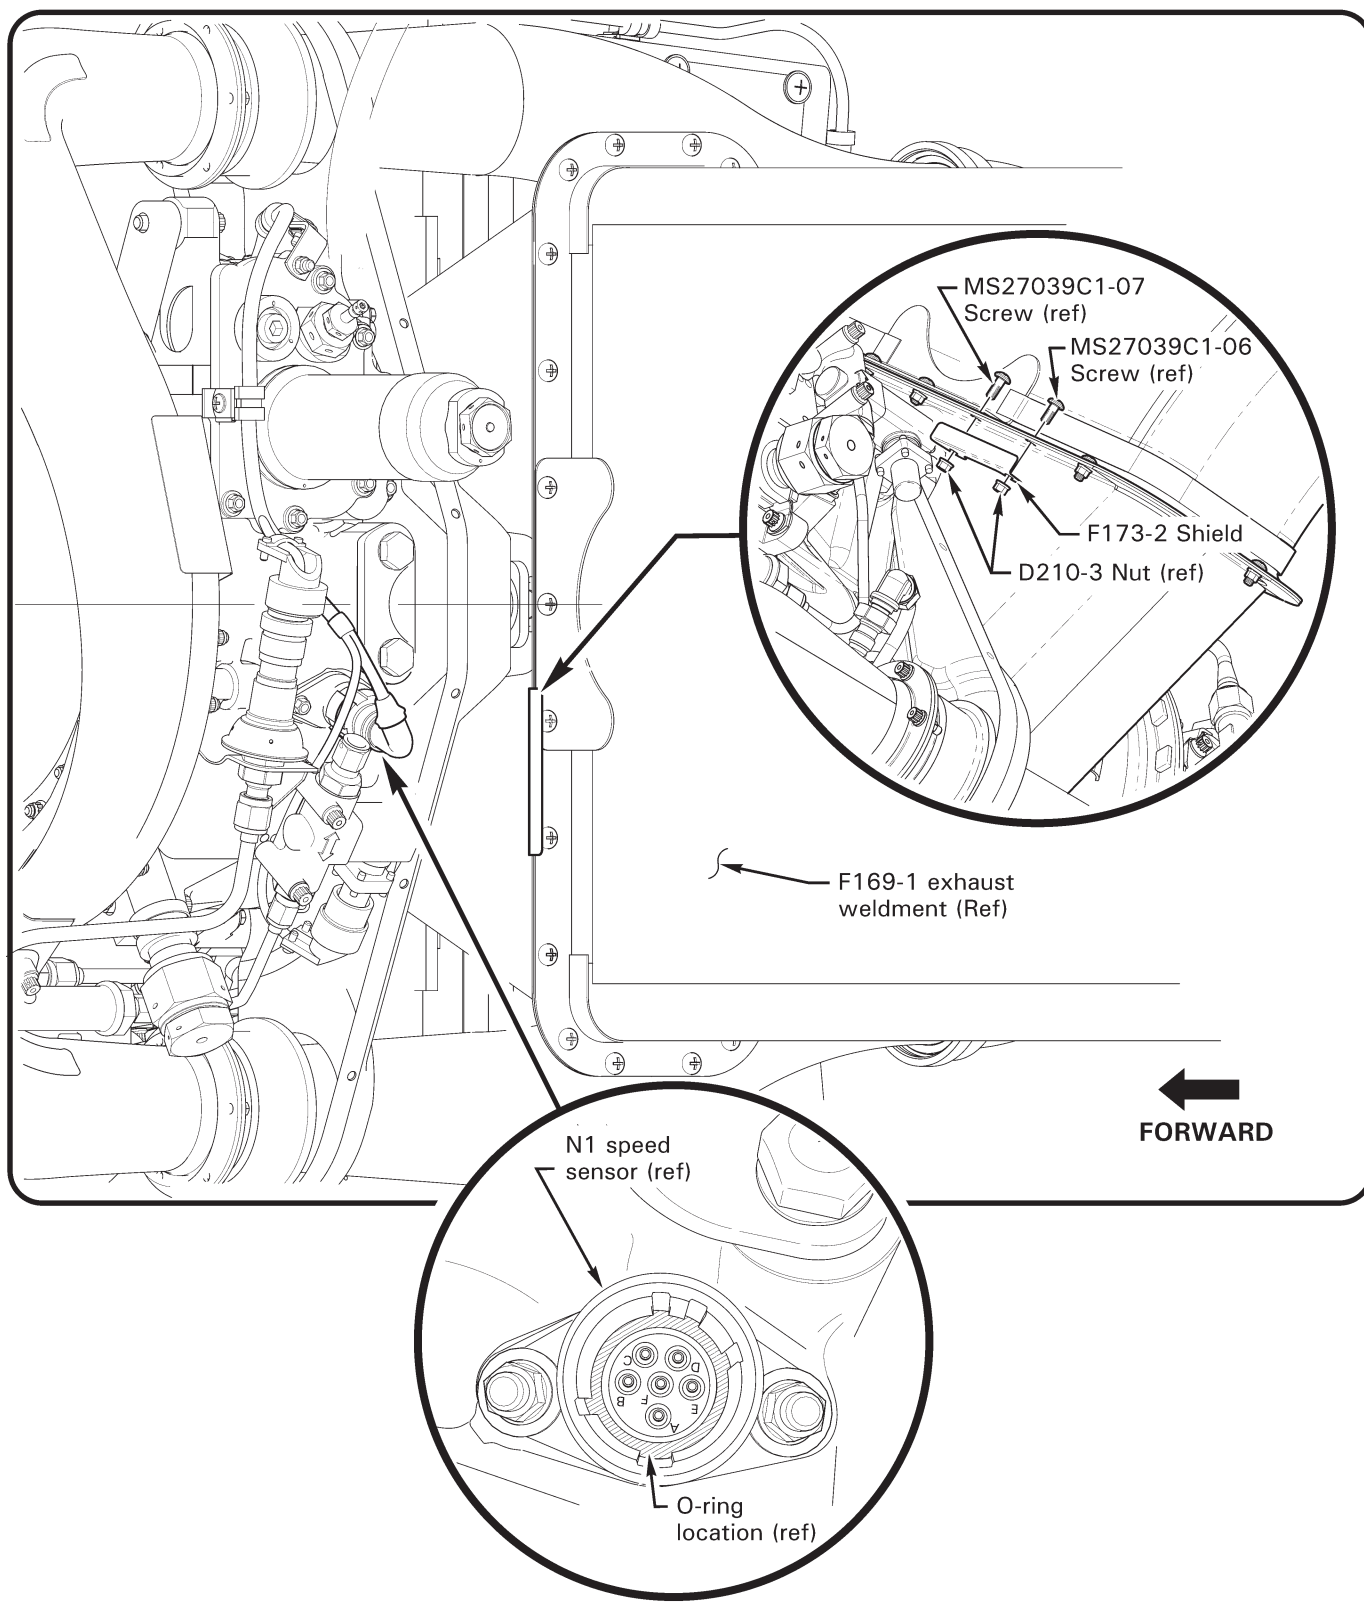 MS27039C1-07
Screw (ref)
MS27039C1-06
Screw (ref)
F173-2 Shield
D210-3 Nut (ref)
F169-1 exhaust
weldment (Ref)
FORWARD
N1 speed
sensor (ref)
C
D
B
F
E
A
O-ring
location (ref)